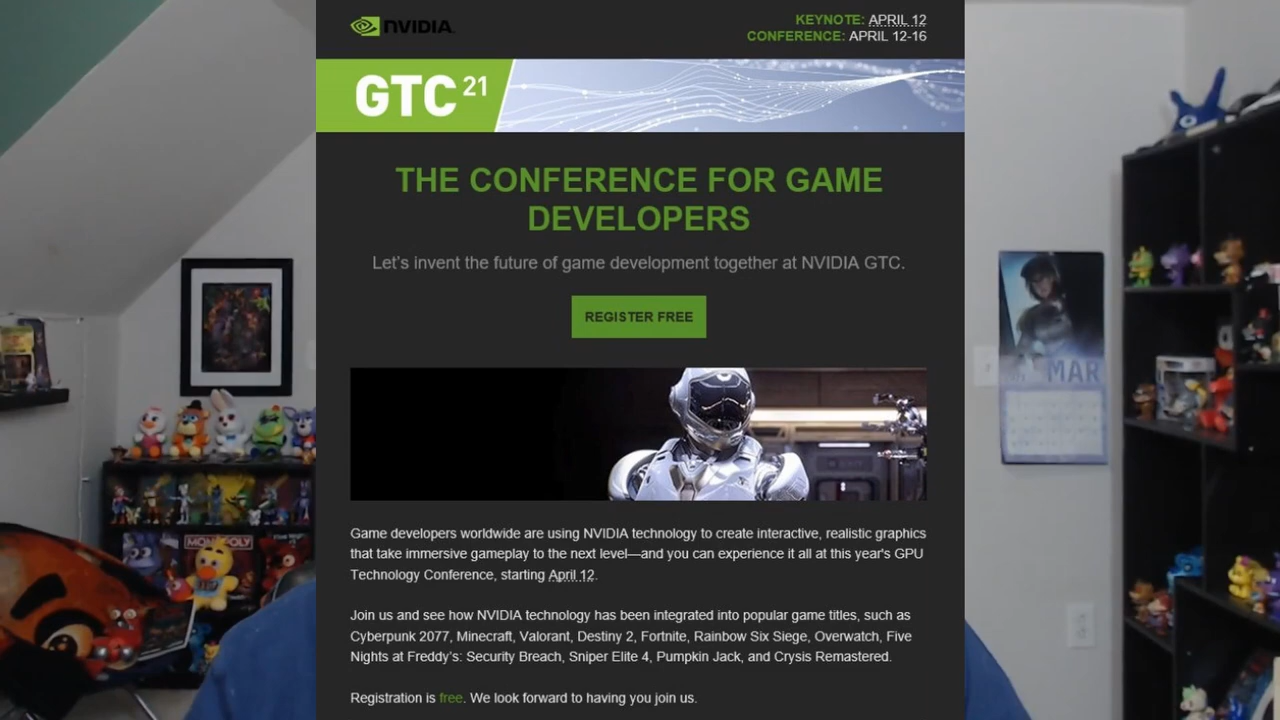 NVIDIA.
KEYNOTE: APRIL 12
CONFERENCE: APRIL 12-16
GTC 21
THE CONFERENCE FOR GAME
DEVELOPERS
Let's invent the future of game development together at NVIDIA GTC.
REGISTER FREE
Game developers worldwide are using NVIDIA technology to create interactive, realistic graphics
that take immersive gameplay to the next level—and you can experience it all at this year's GPU
Technology Conference, starting April 12.
Join us and see how NVIDIA technology has been integrated into popular game titles, such as
Cyberpunk 2077, Minecraft, Valorant, Destiny 2, Fortnite, Rainbow Six Siege, Overwatch, Five
Nights at Freddy's: Security Breach, Sniper Elite 4, Pumpkin Jack, and Crysis Remastered.
Registration is free. We look forward to having you join us.
MAR
MONOPOLY